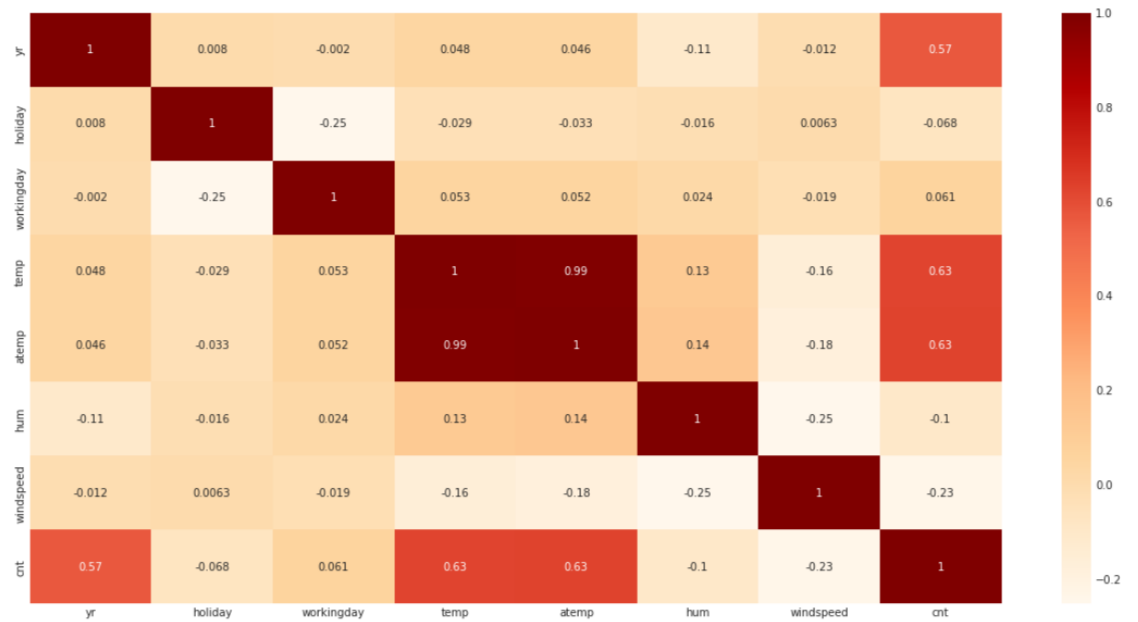 yr 1 0.008 -0.002 0.048 0.046 -0.11 -0.012 0.57
holiday 0.008 1 -0.25 -0.029 -0.033 -0.016 0.0063 -0.068
workingday -0.002 -0.25 1 0.053 0.052 0.024 -0.019 0.061
temp 0.048 -0.029 0.053 1 0.99 0.13 -0.16 0.63
atemp 0.046 -0.033 0.052 0.99 1 0.14 -0.18 0.63
hum -0.11 -0.016 0.024 0.13 0.14 1 -0.25 -0.1
windspeed -0.012 0.0063 -0.019 -0.16 -0.18 -0.25 1 -0.23
cnt 0.57 -0.068 0.061 0.63 0.63 -0.1 -0.23 1
yr holiday workingday temp atemp hum windspeed cnt
1.0
0.8
0.6
0.4
0.2
0.0
−0.2